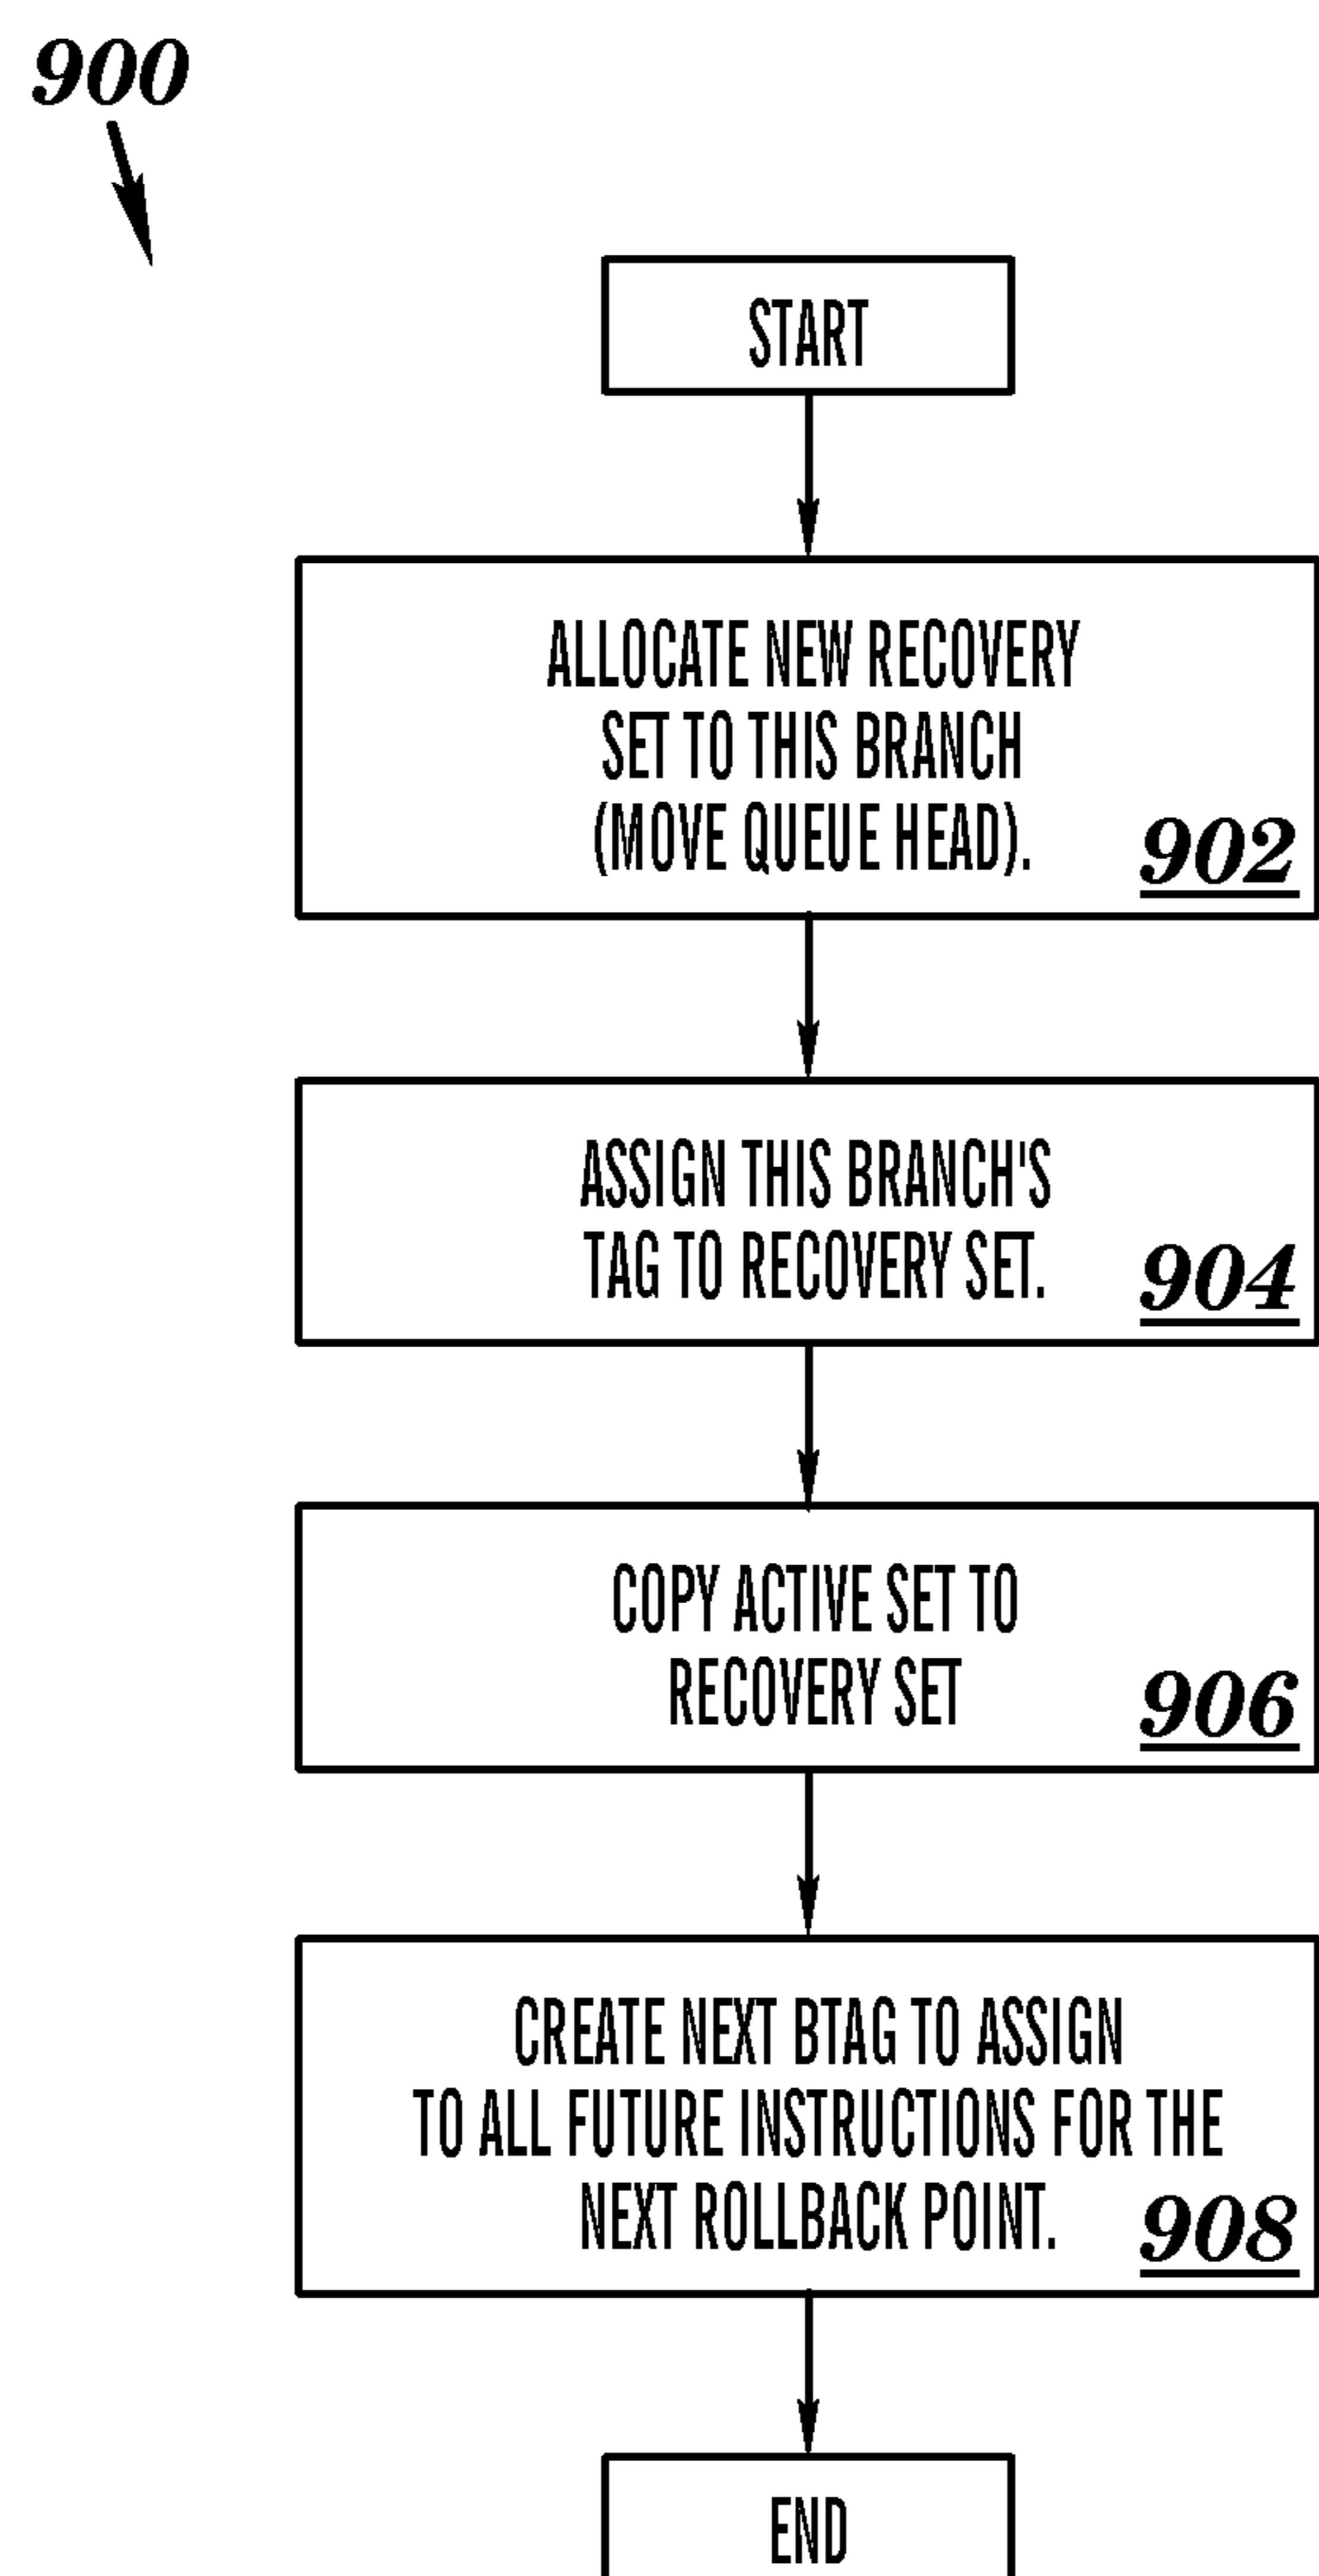 900
START
ALLOCATE NEW RECOVERY
SET TO THIS BRANCH
(MOVE QUEUE HEAD).
902
ASSIGN THIS BRANCH'S
TAG TO RECOVERY SET.
904
COPY ACTIVE SET TO
RECOVERY SET
906
CREATE NEXT BTAG TO ASSIGN
TO ALL FUTURE INSTRUCTIONS FOR THE
NEXT ROLLBACK POINT.
908
END